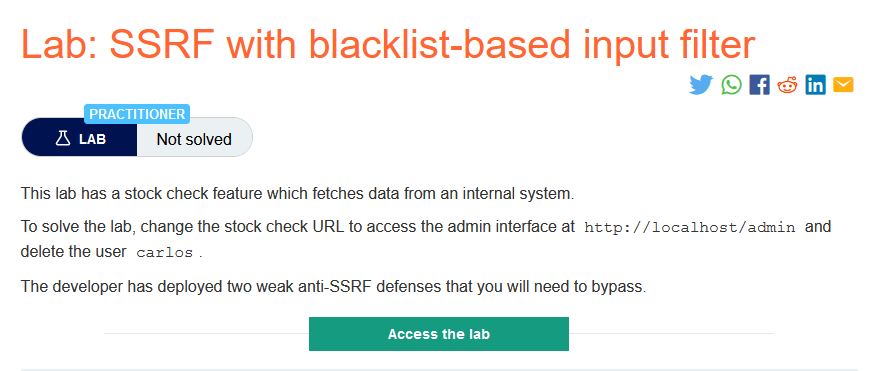 Lab: SSRF with blacklist-based input filter
PRACTITIONER
LAB Not solved
This lab has a stock check feature which fetches data from an internal system.
To solve the lab, change the stock check URL to access the admin interface at http://localhost/admin and
delete the user carlos .
The developer has deployed two weak anti-SSRF defenses that you will need to bypass.
Access the lab